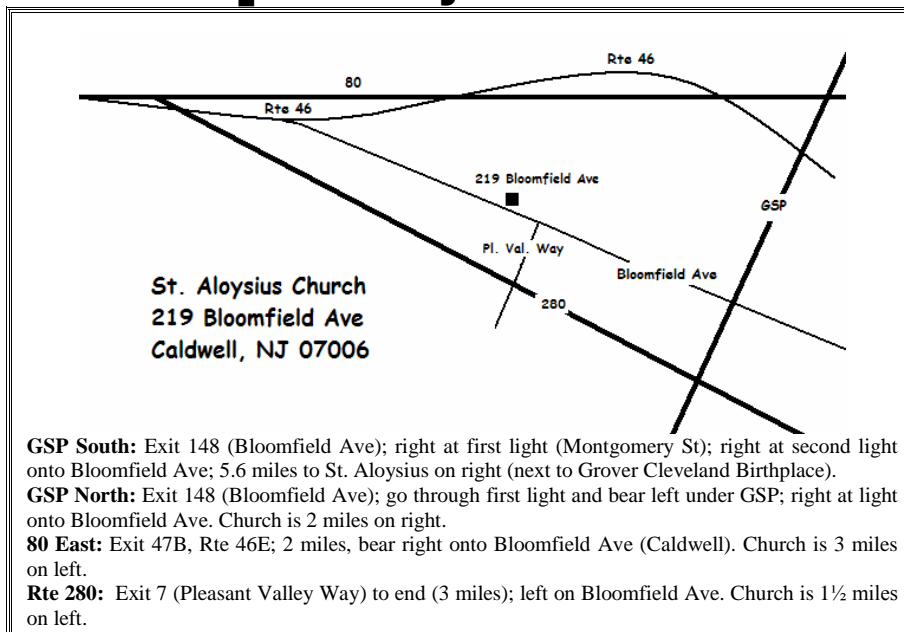 Rte 46
80
Rte 46
219 Bloomfield Ave
GSP
Pl. Val. Way
Bloomfield Ave
280
St. Aloysius Church
219 Bloomfield Ave
Caldwell, NJ 07006
GSP South: Exit 148 (Bloomfield Ave); right at first light (Montgomery St); right at second light
onto Bloomfield Ave; 5.6 miles to St. Aloysius on right (next to Grover Cleveland Birthplace).
GSP North: Exit 148 (Bloomfield Ave); go through first light and bear left under GSP; right at light
onto Bloomfield Ave. Church is 2 miles on right.
80 East: Exit 47B, Rte 46E; 2 miles, bear right onto Bloomfield Ave (Caldwell). Church is 3 miles
on left.
Rte 280: Exit 7 (Pleasant Valley Way) to end (3 miles); left on Bloomfield Ave. Church is 1½ miles
on left.